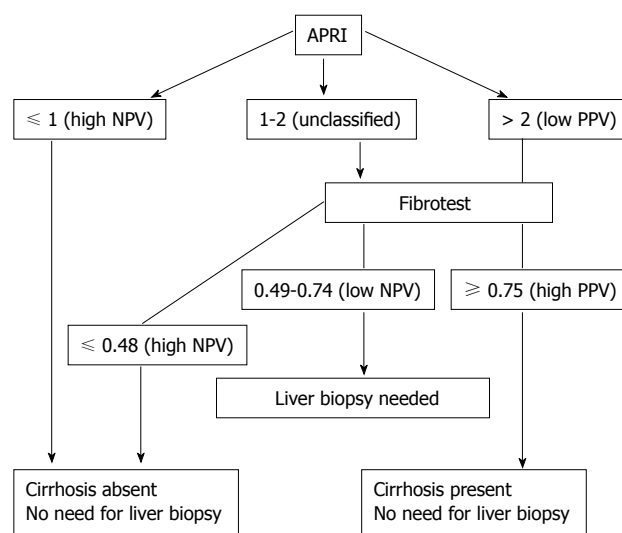 APRI
≤ 1 (high NPV)
1-2 (unclassified)
> 2 (low PPV)
Fibrotest
0.49-0.74 (low NPV)
≥ 0.75 (high PPV)
≤ 0.48 (high NPV)
Liver biopsy needed
Cirrhosis absent
No need for liver biopsy
Cirrhosis present
No need for liver biopsy